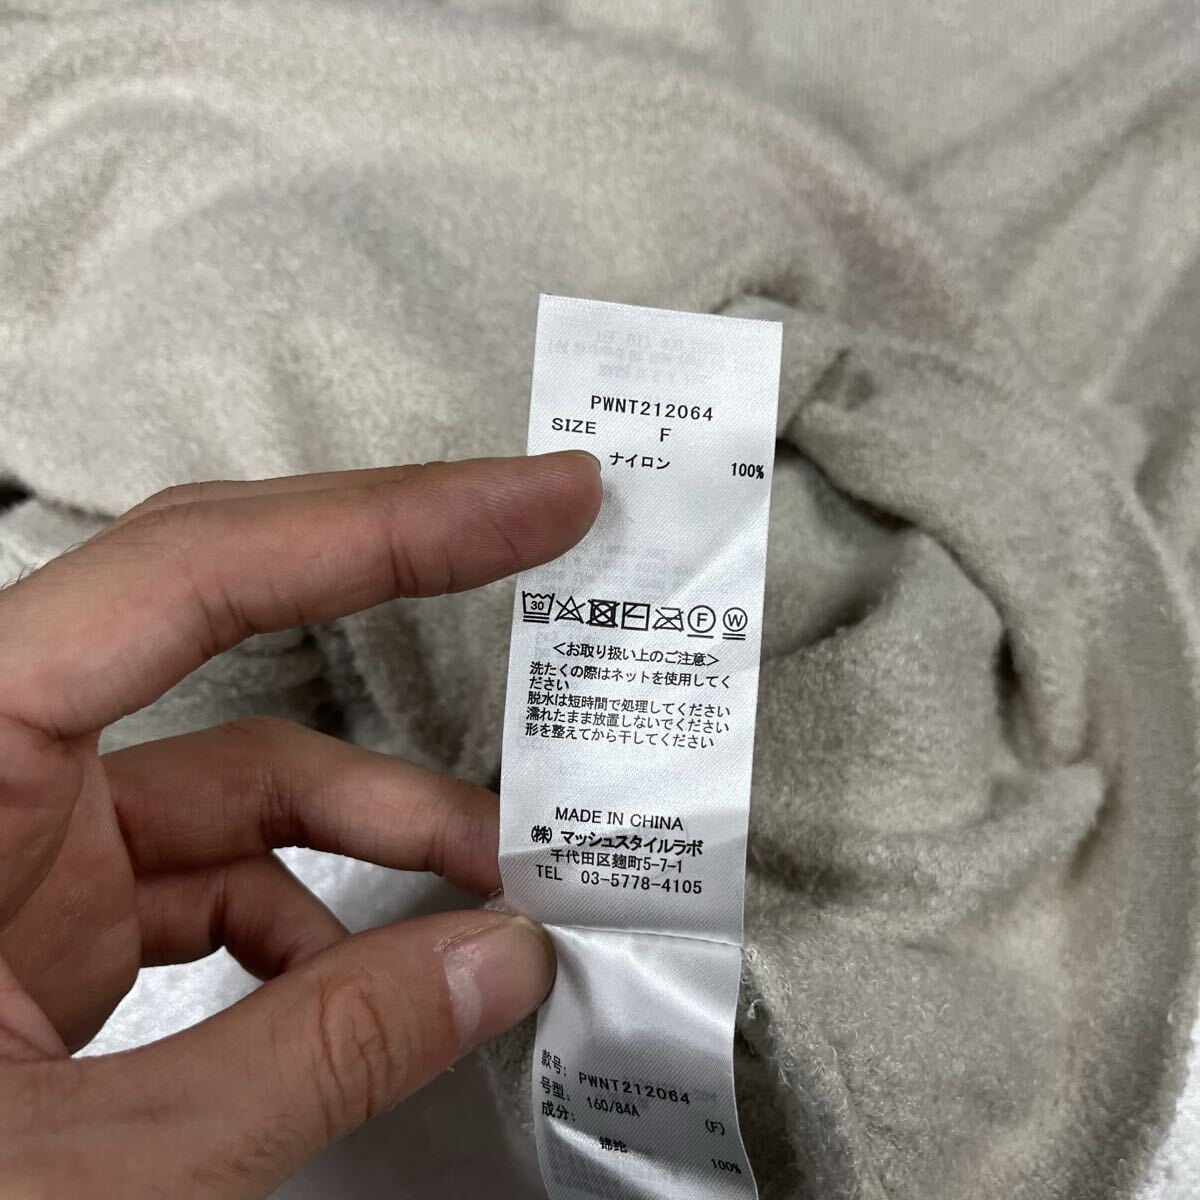 PWNT212064
SIZE F
ナイロン 100%
30
F W
<お取り扱い上のご注意>
洗たくの際はネットを使用してく
ださい
脱水は短時間で処理してください
濡れたまま放置しないでください
形を整えてから干してください
MADE IN CHINA
(株) マッシュスタイルラボ
千代田区麹町5-7-1
TEL 03-5778-4105
款号: PWNT212064
号型: 160/84A (F)
成分:
锦纶 100%